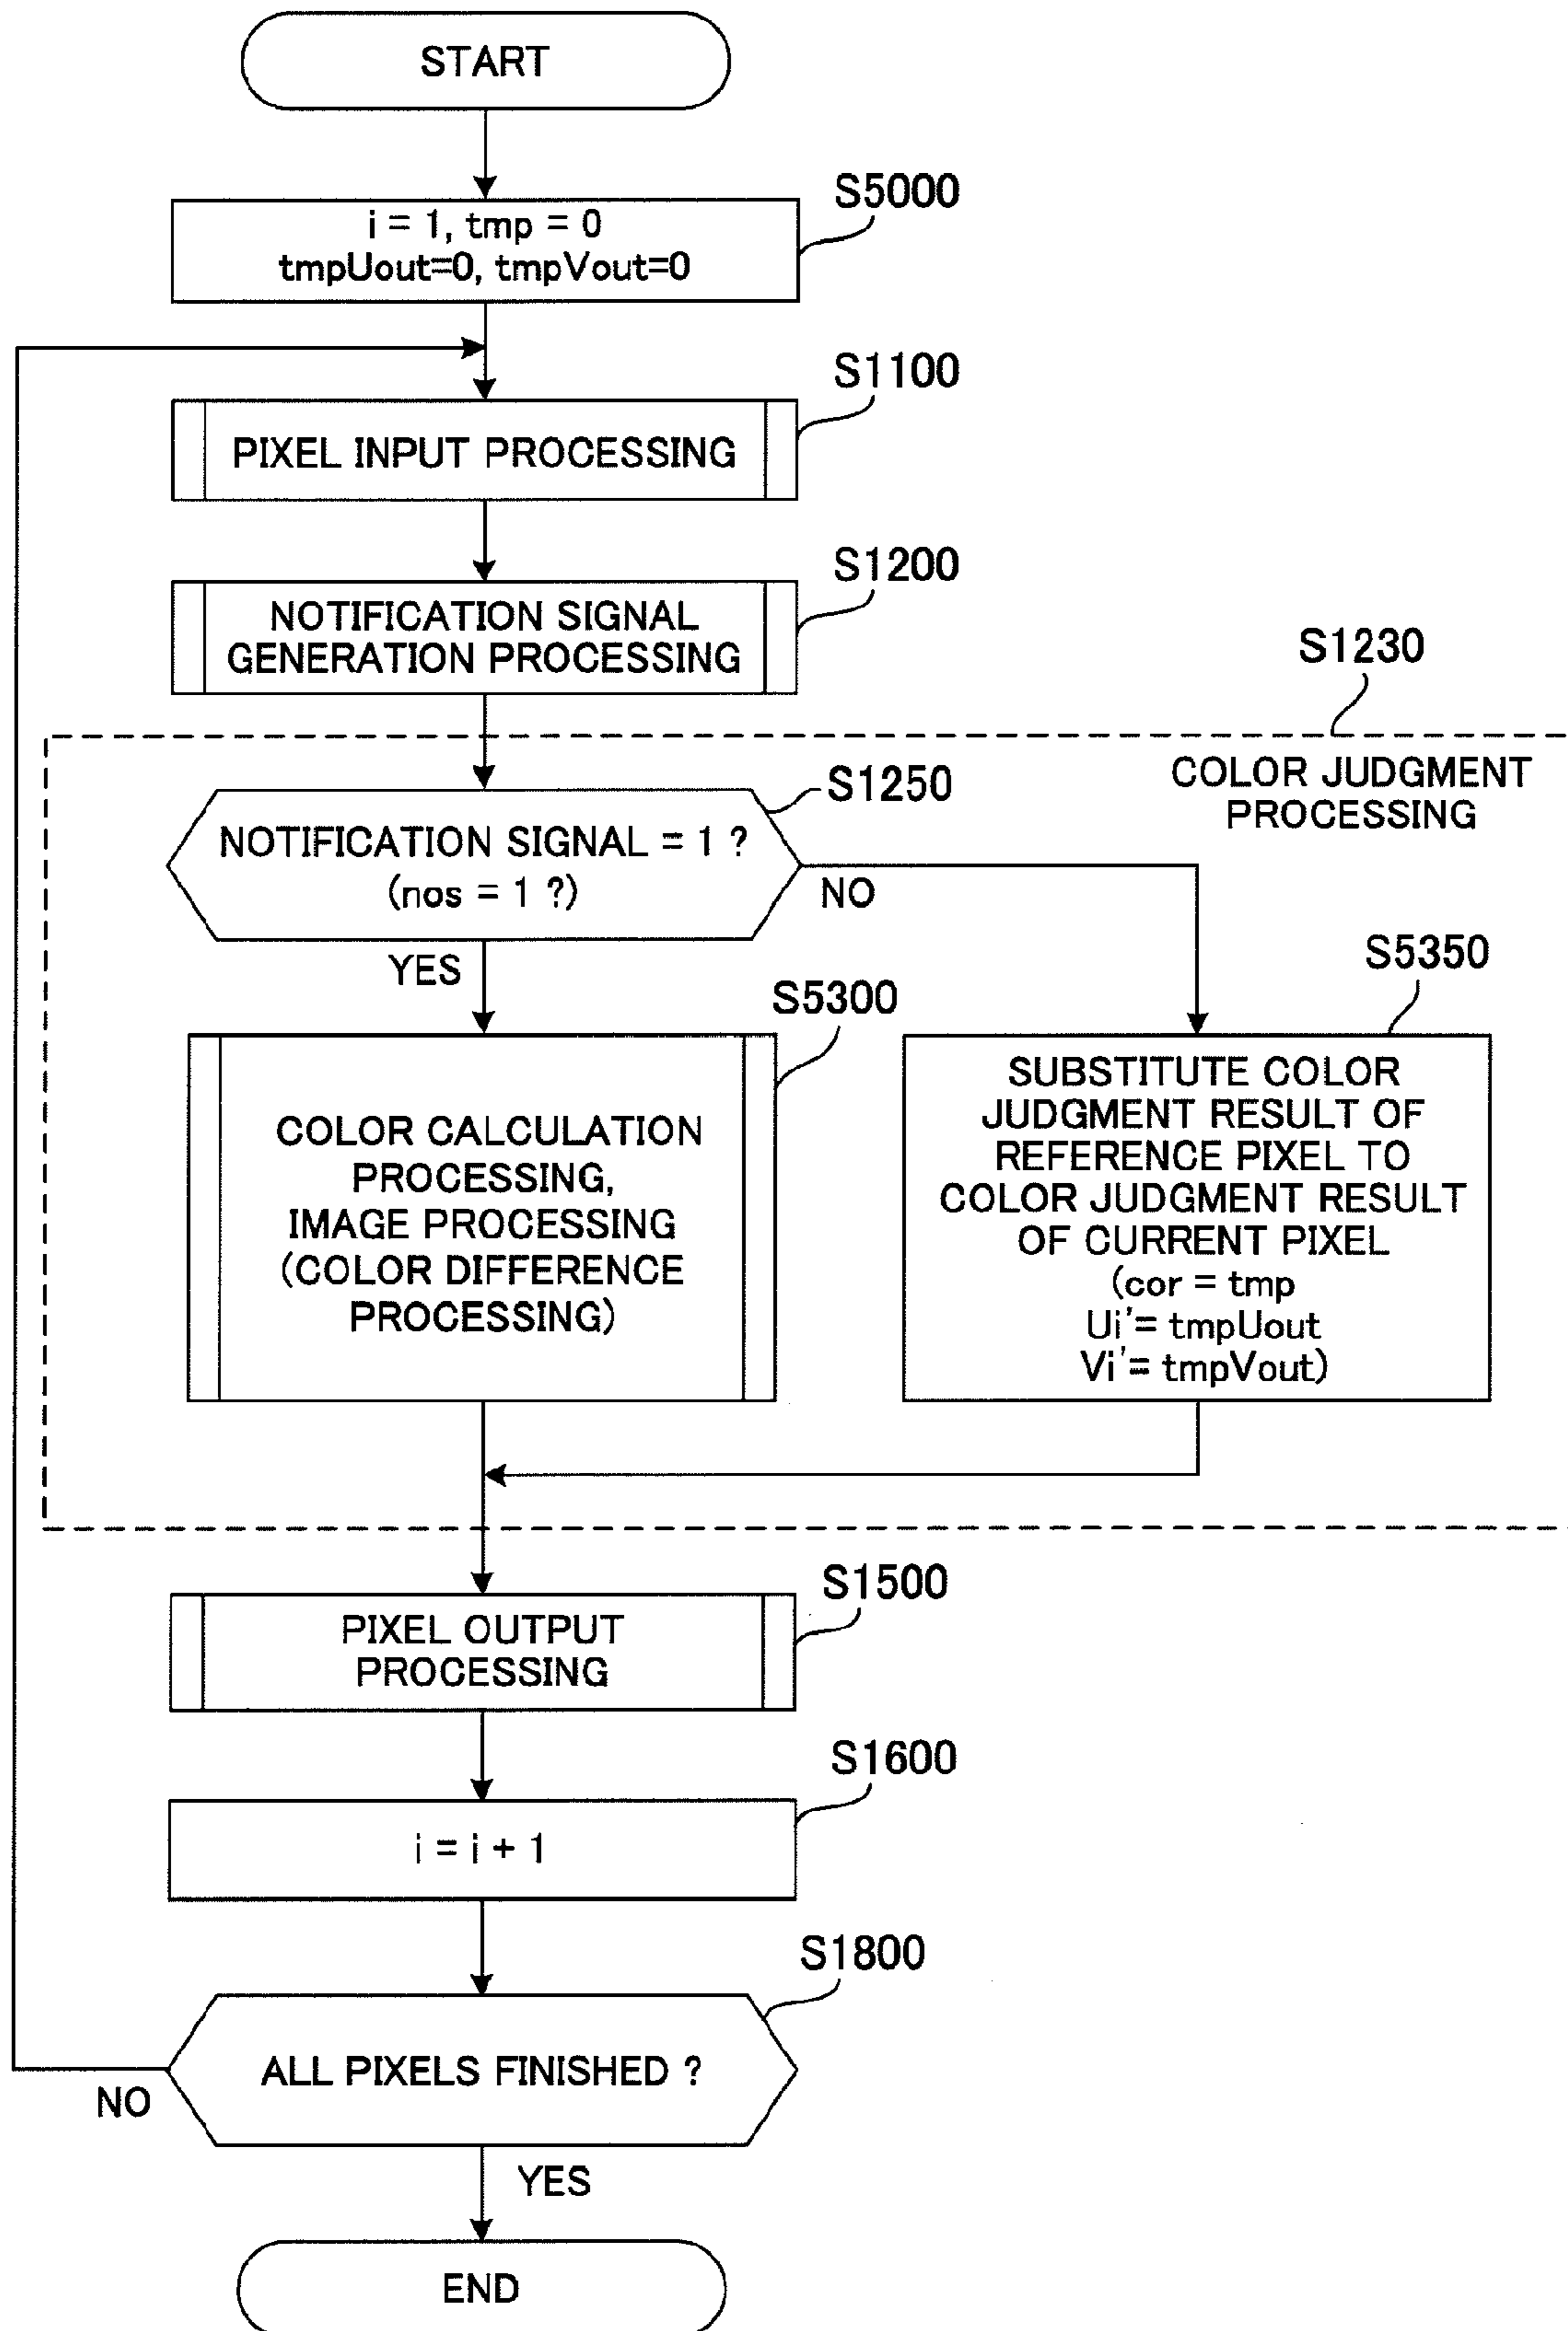 START
S5000
i = 1, tmp = 0
tmpUout=0, tmpVout=0
S1100
PIXEL INPUT PROCESSING
S1200
NOTIFICATION SIGNAL
GENERATION PROCESSING
S1230
COLOR JUDGMENT
PROCESSING
S1250
NOTIFICATION SIGNAL = 1 ?
(nos = 1 ?)
NO
YES
S5300
COLOR CALCULATION
PROCESSING,
IMAGE PROCESSING
(COLOR DIFFERENCE
PROCESSING)
S5350
SUBSTITUTE COLOR
JUDGMENT RESULT OF
REFERENCE PIXEL TO
COLOR JUDGMENT RESULT
OF CURRENT PIXEL
(cor = tmp
Ui'= tmpUout
Vi'= tmpVout)
S1500
PIXEL OUTPUT
PROCESSING
S1600
i = i + 1
S1800
ALL PIXELS FINISHED ?
NO
YES
END